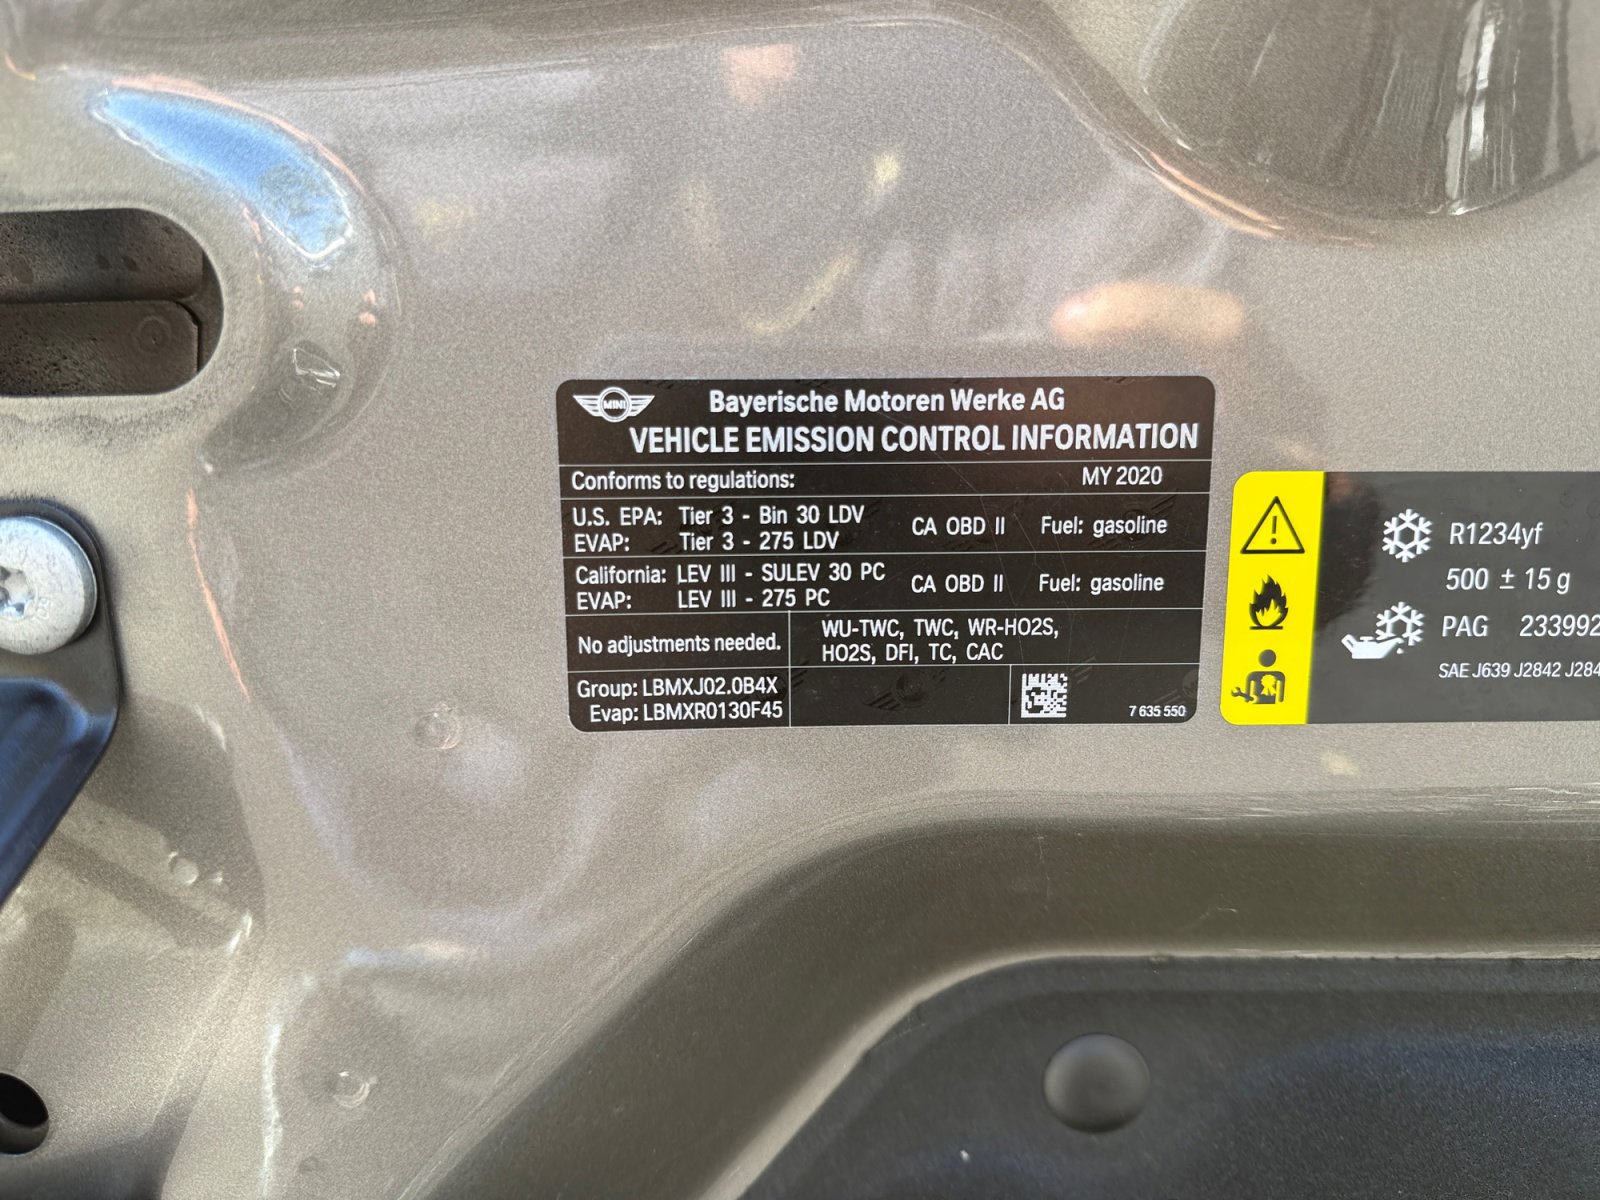 MINI
Bayerische Motoren Werke AG
VEHICLE EMISSION CONTROL INFORMATION
Conforms to regulations: MY 2020
U.S. EPA: Tier 3 - Bin 30 LDV CA OBD II Fuel: gasoline
EVAP: Tier 3 - 275 LDV
California: LEV III - SULEV 30 PC CA OBD II Fuel: gasoline
EVAP: LEV III - 275 PC
No adjustments needed.
WU-TWC, TWC, WR-HO2S,
HO2S, DFI, TC, CAC
Group: LBMXJ02.0B4X
Evap: LBMXR0130F45
7 635 550
R1234yf
500 ± 15 g
PAG 233992
SAE J639 J2842 J284